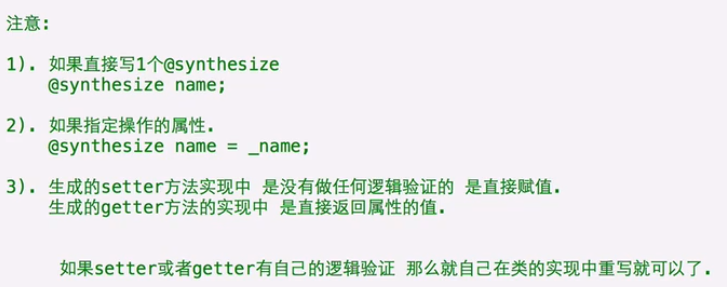 注意:
1). 如果直接写1个@synthesize
@synthesize name;
2). 如果指定操作的属性.
@synthesize name = _name;
3). 生成的setter方法实现中 是没有做任何逻辑验证的 是直接赋值.
生成的getter方法的实现中 是直接返回属性的值.
如果setter或者getter有自己的逻辑验证 那么就自己在类的实现中重写就可以了.